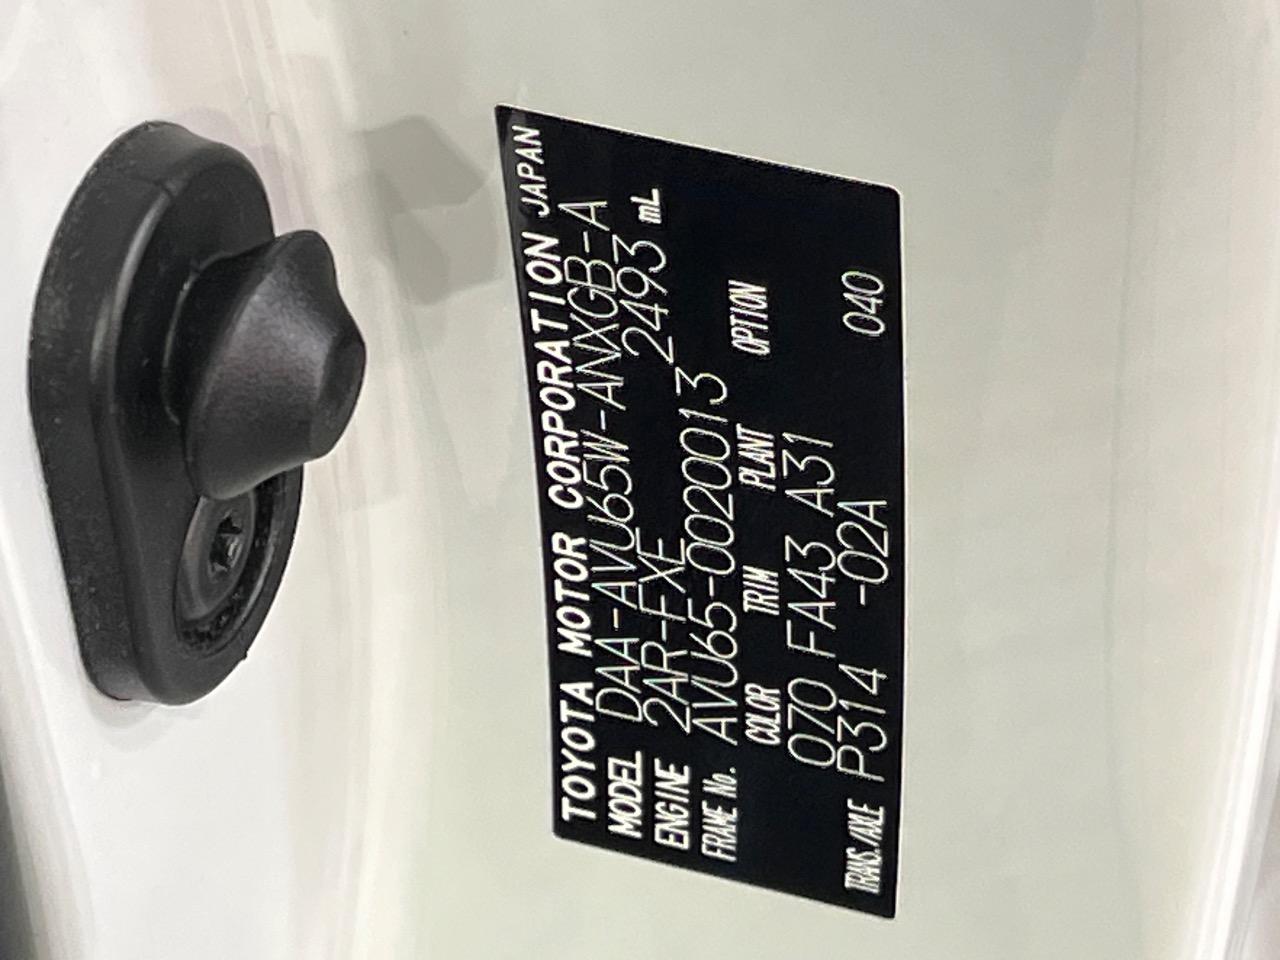 TOYOTA MOTOR CORPORATION JAPAN
MODEL DAA-AVU65W-ANXGB-A
ENGINE 2AR-FXE 2493 mL
FRAME No. AVU65-0020013
COLOR TRIM PLANT OPTION
070 FA43 A31
TRANS./AXLE P314 -02A 040